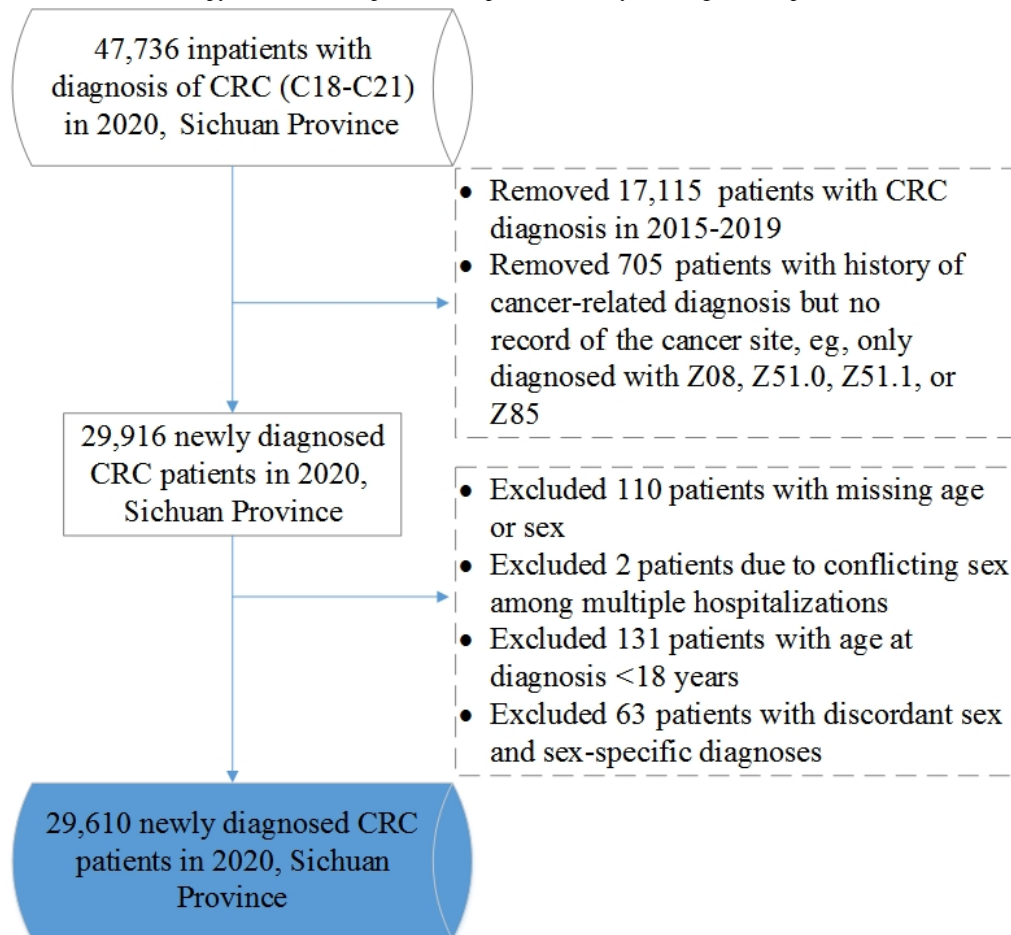 47,736 inpatients with
diagnosis of CRC (C18-C21)
in 2020, Sichuan Province
● Removed 17,115 patients with CRC
diagnosis in 2015-2019
● Removed 705 patients with history of
cancer-related diagnosis but no
record of the cancer site, eg, only
diagnosed with Z08, Z51.0, Z51.1, or
Z85
29,916 newly diagnosed
CRC patients in 2020,
Sichuan Province
● Excluded 110 patients with missing age
or sex
● Excluded 2 patients due to conflicting sex
among multiple hospitalizations
● Excluded 131 patients with age at
diagnosis <18 years
● Excluded 63 patients with discordant sex
and sex-specific diagnoses
29,610 newly diagnosed CRC
patients in 2020, Sichuan
Province